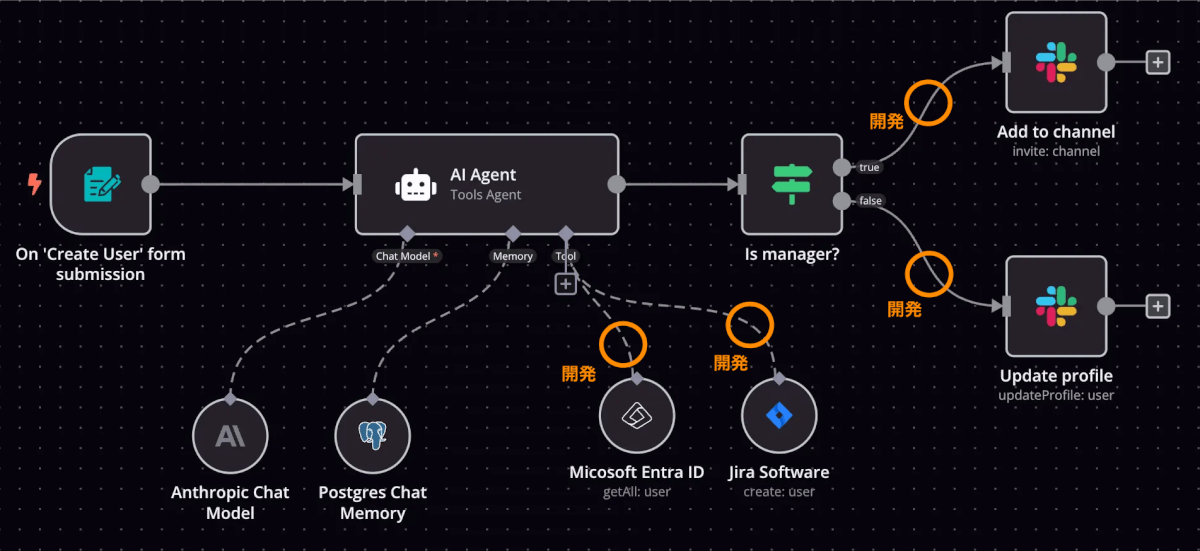 On 'Create User' form
submission
AI Agent
Tools Agent
Chat Model *
Memory
Tool
Anthropic Chat
Model
Postgres Chat
Memory
開発
Micosoft Entra ID
getAll: user
開発
Jira Software
create: user
Is manager?
true
false
開発
Add to channel
invite: channel
開発
Update profile
updateProfile: user